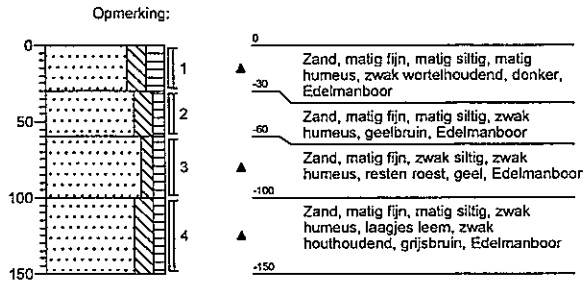 Opmerking:
0
50
100
150
1
2
3
4
0
Zand, matig fijn, matig siltig, matig
humeus, zwak wortelhoudend, donker,
Edelmanboor
-30
Zand, matig fijn, matig siltig, zwak
humeus, geelbruin, Edelmanboor
-60
Zand, matig fijn, zwak siltig, zwak
humeus, resten roest, geel, Edelmanboor
-100
Zand, matig fijn, matig siltig, zwak
humeus, laagjes leem, zwak
houthoudend, grijsbruin, Edelmanboor
-150